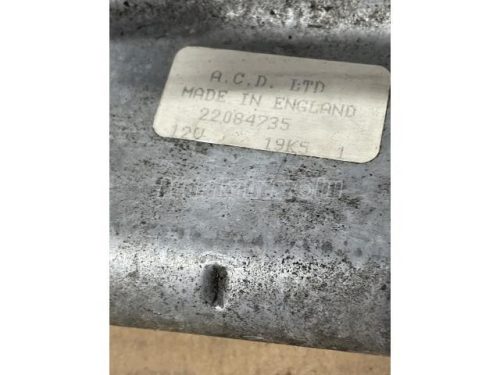 A.C.D. LTD
MADE IN ENGLAND
22084735
12V 19K5 1